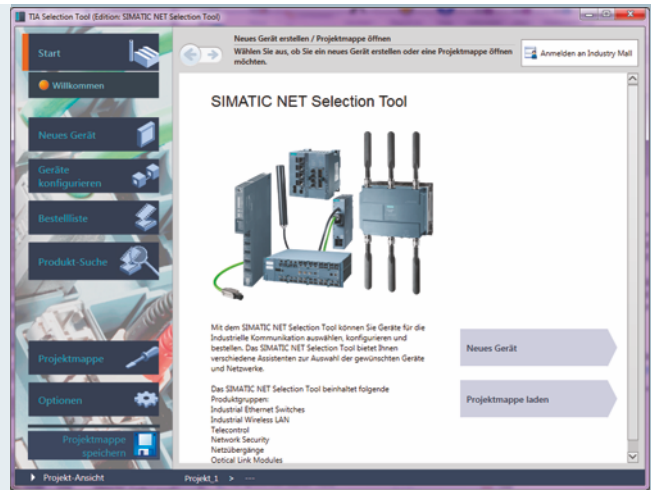 TIA Selection Tool (Edition: SIMATIC NET Selection Tool)
Start
Willkommen
Neues Gerät
Geräte
konfigurieren
Bestellliste
Produkt-Suche
Projektmappe
Optionen
Projektmappe
speichern
Neues Gerät erstellen / Projektmappe öffnen
Wählen Sie aus, ob Sie ein neues Gerät erstellen oder eine Projektmappe öffnen
möchten.
Anmelden an Industry Mall
SIMATIC NET Selection Tool
Mit dem SIMATIC NET Selection Tool können Sie Geräte für die
Industrielle Kommunikation auswählen, konfigurieren und
bestellen. Das SIMATIC NET Selection Tool bietet Ihnen
verschiedene Assistenten zur Auswahl der gewünschten Geräte
und Netzwerke.
Das SIMATIC NET Selection Tool beinhaltet folgende
Produktgruppen:
Industrial Ethernet Switches
Industrial Wireless LAN
Telecontrol
Network Security
Netzübergänge
Optical Link Modules
Neues Gerät
Projektmappe laden
Projekt-Ansicht
Projekt_1 > ---